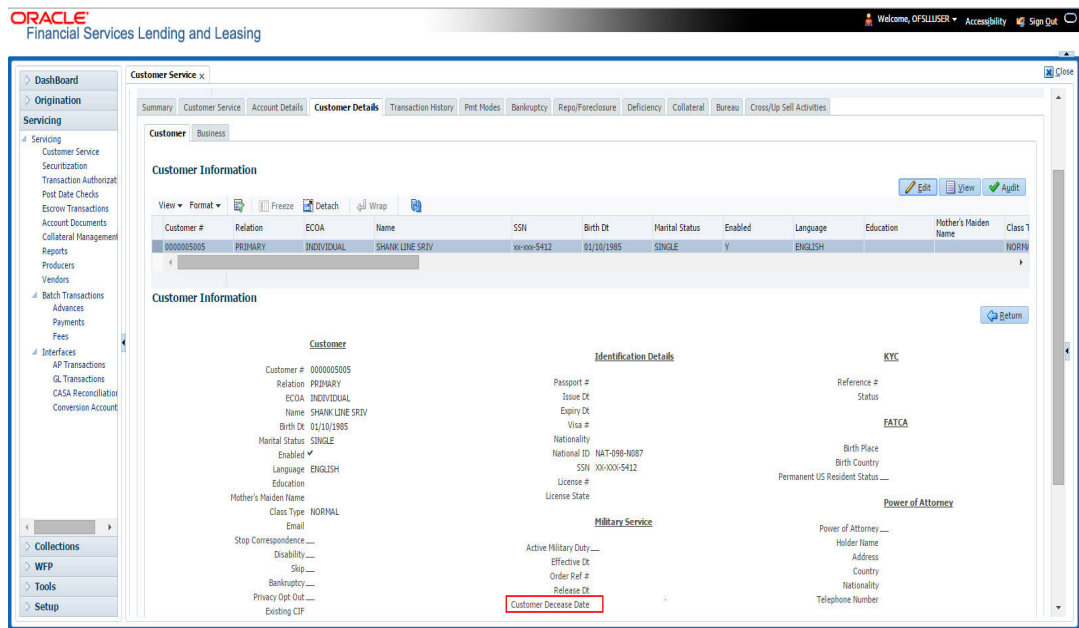 ORACLE'
Financial Services Lending and Leasing
Welcome, OFSLLUSER
Accessibility
Sign Out
Close
DashBoard
Origination
Servicing
Servicing
Customer Service
Securitization
Transaction Authorizat
Post Date Checks
Escrow Transactions
Account Documents
Collateral Management
Reports
Producers
Vendors
Batch Transactions
Advances
Payments
Fees
Interfaces
AP Transactions
GL Transactions
CASA Reconciliation
Conversion Account
Collections
WFP
Tools
Setup
Customer Service x
Summary Customer Service Account Details Customer Details Transaction History Pmt Modes Bankruptcy Repo/Foreclosure Deficiency Collateral Bureau Cross/Up Sell Activities
Customer Business
Customer Information
Edit View Audit
View Format Freeze Detach Wrap
Customer # Relation ECOA Name SSN Birth Dt Marital Status Enabled Language Education Mother's Maiden Name Class T
0000005005 PRIMARY INDIVIDUAL SHANK LINE SRIV xx-xxx-5412 01/10/1985 SINGLE Y ENGLISH NORMA
Customer Information
Return
Customer
Customer # 0000005005
Relation PRIMARY
ECOA INDIVIDUAL
Name SHANK LINE SRIV
Birth Dt 01/10/1985
Marital Status SINGLE
Enabled ✔
Language ENGLISH
Education
Mother's Maiden Name
Class Type NORMAL
Email
Stop Correspondence
Disability
Skip
Bankruptcy
Privacy Opt Out
Existing CIF
Identification Details
Passport #
Issue Dt
Expiry Dt
Visa #
Nationality
National ID NAT-098-N087
SSN XX-XXX-5412
License #
License State
Military Service
Active Military Duty
Effective Dt
Order Ref #
Release Dt
Customer Decease Date
KYC
Reference #
Status
FATCA
Birth Place
Birth Country
Permanent US Resident Status
Power of Attorney
Power of Attorney
Holder Name
Address
Country
Nationality
Telephone Number